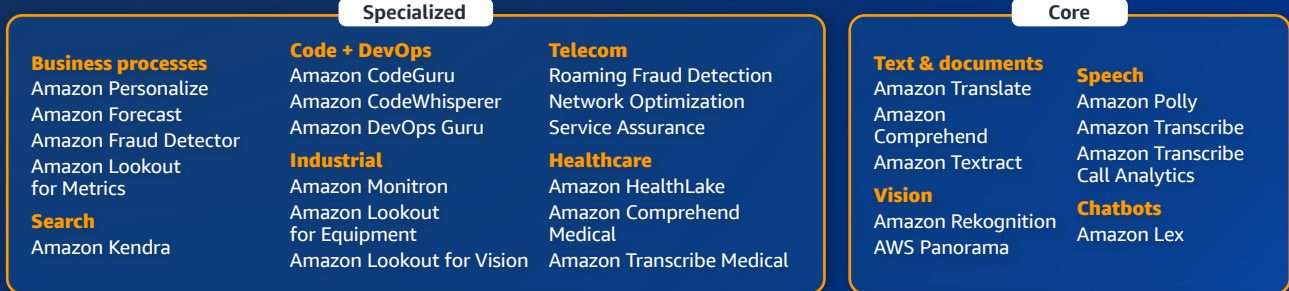 Specialized
Business processes
Amazon Personalize
Amazon Forecast
Amazon Fraud Detector
Amazon Lookout
for Metrics
Search
Amazon Kendra
Code + DevOps
Amazon CodeGuru
Amazon CodeWhisperer
Amazon DevOps Guru
Industrial
Amazon Monitron
Amazon Lookout
for Equipment
Amazon Lookout for Vision
Telecom
Roaming Fraud Detection
Network Optimization
Service Assurance
Healthcare
Amazon HealthLake
Amazon Comprehend
Medical
Amazon Transcribe Medical
Core
Text & documents
Amazon Translate
Amazon
Comprehend
Amazon Textract
Vision
Amazon Rekognition
AWS Panorama
Speech
Amazon Polly
Amazon Transcribe
Amazon Transcribe
Call Analytics
Chatbots
Amazon Lex